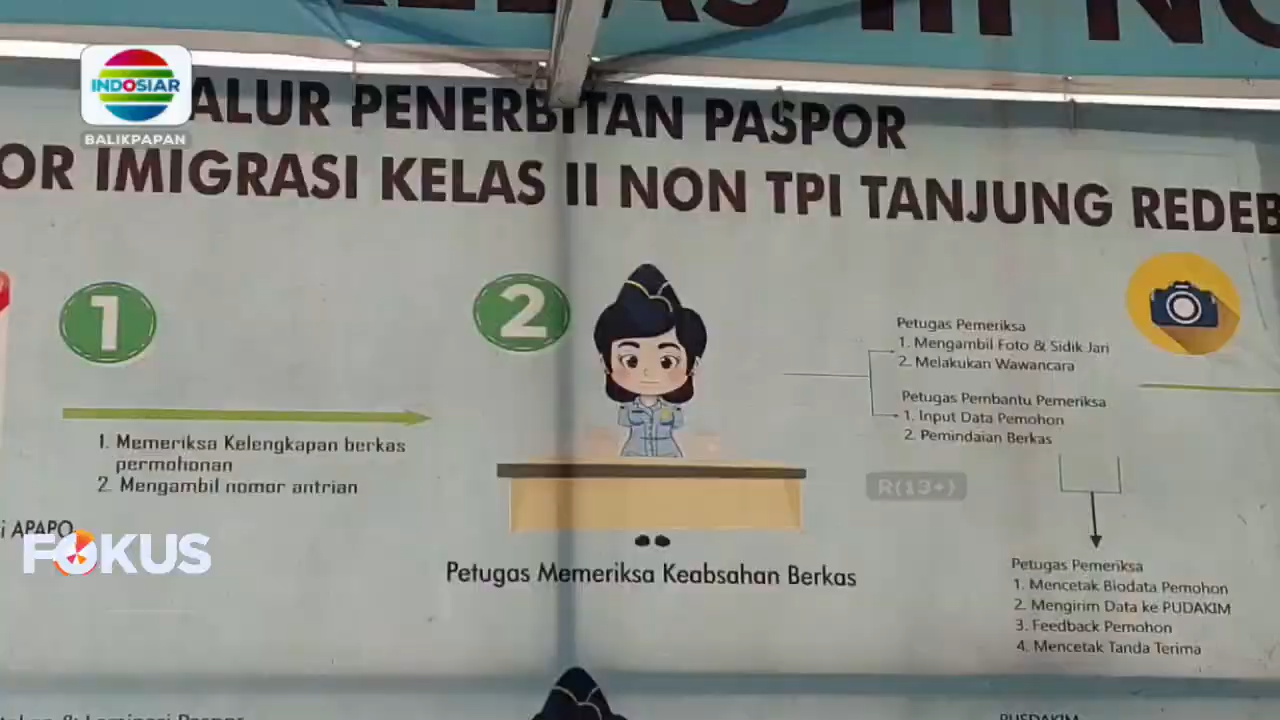 ALUR PENERBITAN PASPOR
OR IMIGRASI KELAS II NON TPI TANJUNG REDEB
INDOSIAR
BALIKPAPAN
1
1. Memeriksa Kelengkapan berkas
permohonan
2. Mengambil nomor antrian
i APAPO
FOKUS
2
Petugas Memeriksa Keabsahan Berkas
Petugas Pemeriksa
1. Mengambil Foto & Sidik Jari
2. Melakukan Wawancara
Petugas Pembantu Pemeriksa
1. Input Data Pemohon
2. Pemindaian Berkas
R(13+)
Petugas Pemeriksa
1. Mencetak Biodata Pemohon
2. Mengirim Data ke PUDAKIM
3. Feedback Pemohon
4. Mencetak Tanda Terima